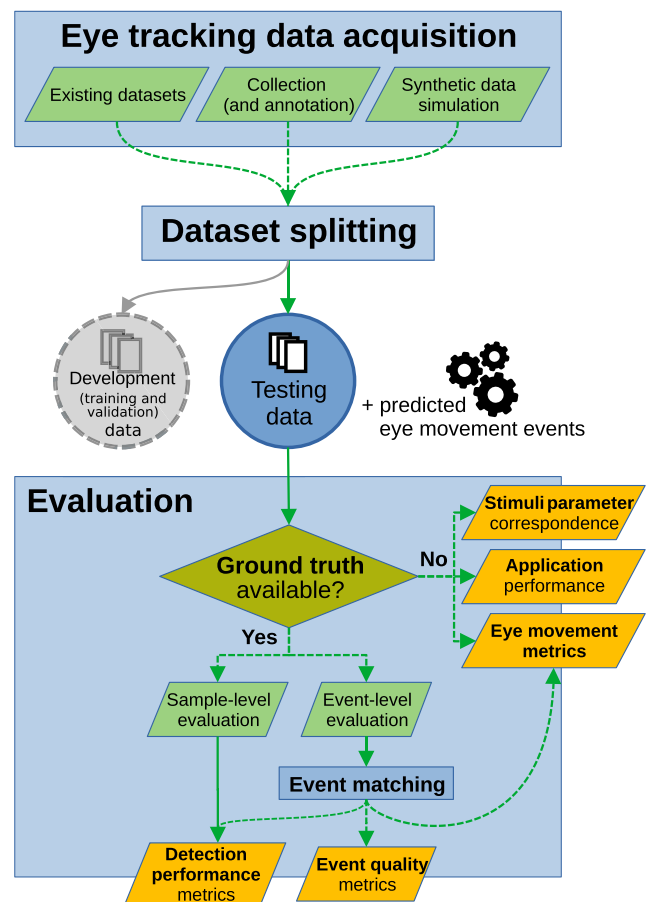 Eye tracking data acquisition
Existing datasets
Collection
(and annotation)
Synthetic data
simulation
Dataset splitting
Development
(training and
validation)
data
Testing
data
+ predicted
eye movement events
Evaluation
Ground truth
available?
No
Yes
Stimuli parameter
correspondence
Application
performance
Eye movement
metrics
Sample-level
evaluation
Event-level
evaluation
Event matching
Detection
performance
metrics
Event quality
metrics